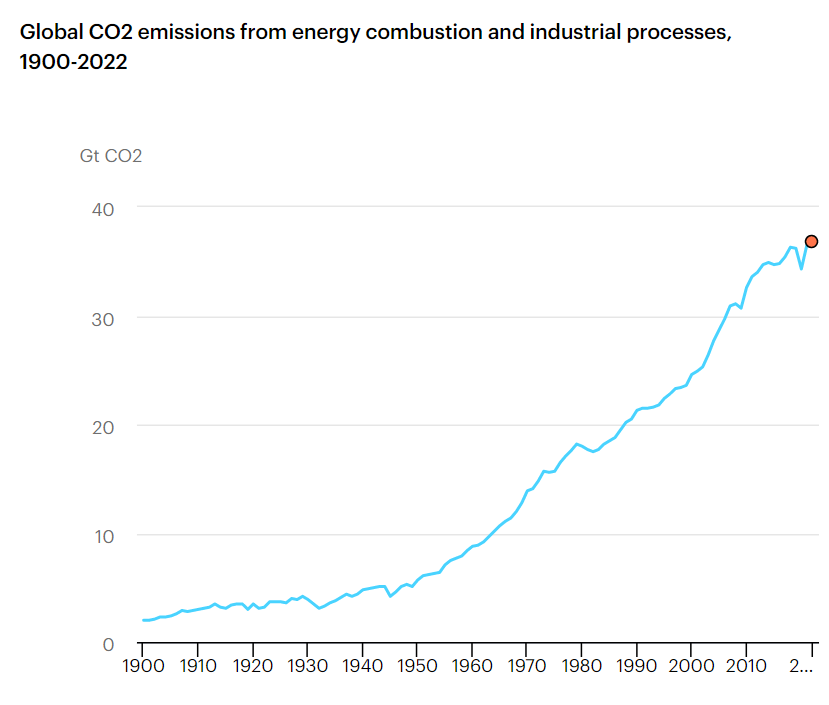 Global CO2 emissions from energy combustion and industrial processes,
1900-2022
Gt CO2
40
30
20
10
0
1900 1910 1920 1930 1940 1950 1960 1970 1980 1990 2000 2010 2...